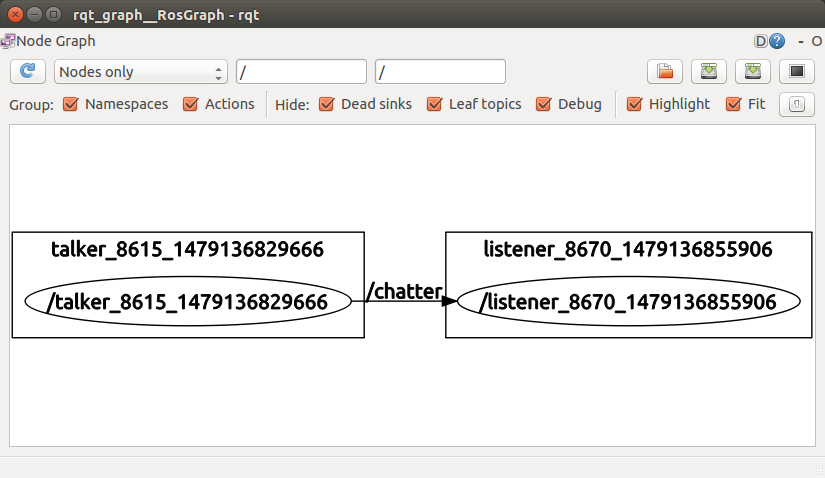 rqt_graph__RosGraph - rqt
Node Graph D ? - O
Nodes only / /
Group: Namespaces Actions Hide: Dead sinks Leaf topics Debug Highlight Fit
talker_8615_1479136829666 listener_8670_1479136855906
/talker_8615_1479136829666 /chatter /listener_8670_1479136855906